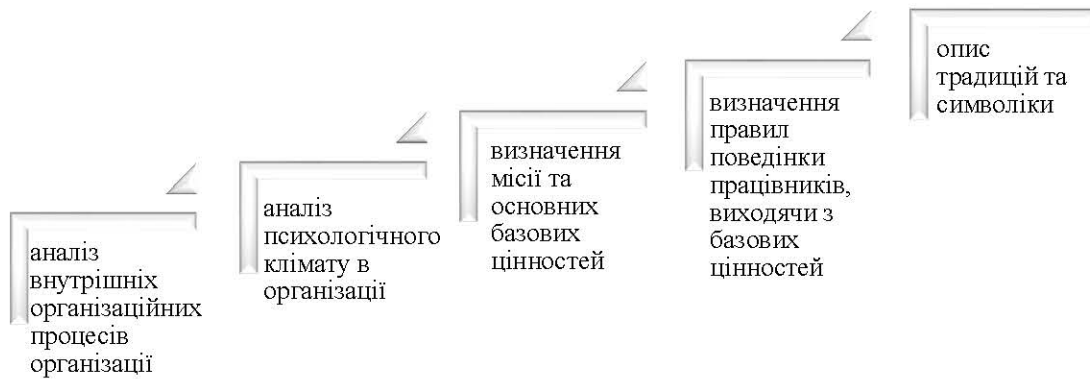 аналіз
внутрішніх
організаційних
процесів
організації
аналіз
психологічного
клімату в
організації
визначення
місії та
основних
базових
цінностей
визначення
правил
поведінки
працівників,
виходячи з
базових
цінностей
опис
традицій та
символіки